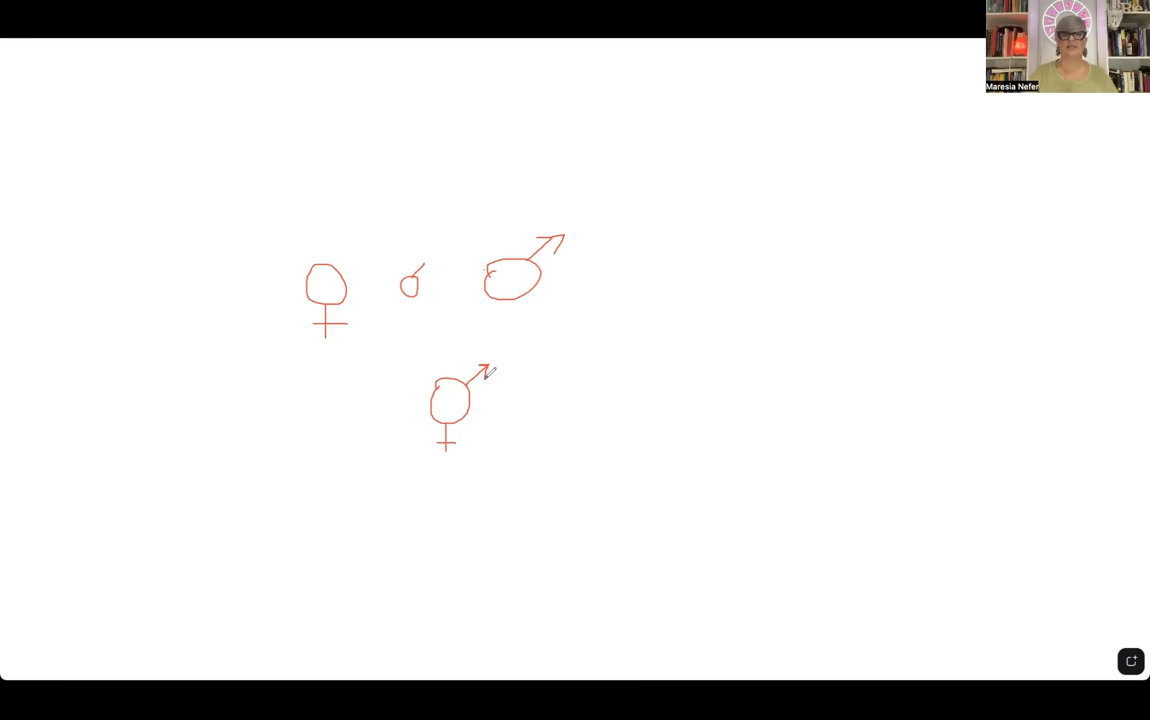 Maresia Nefer
♀ ☌ ♂
⚥